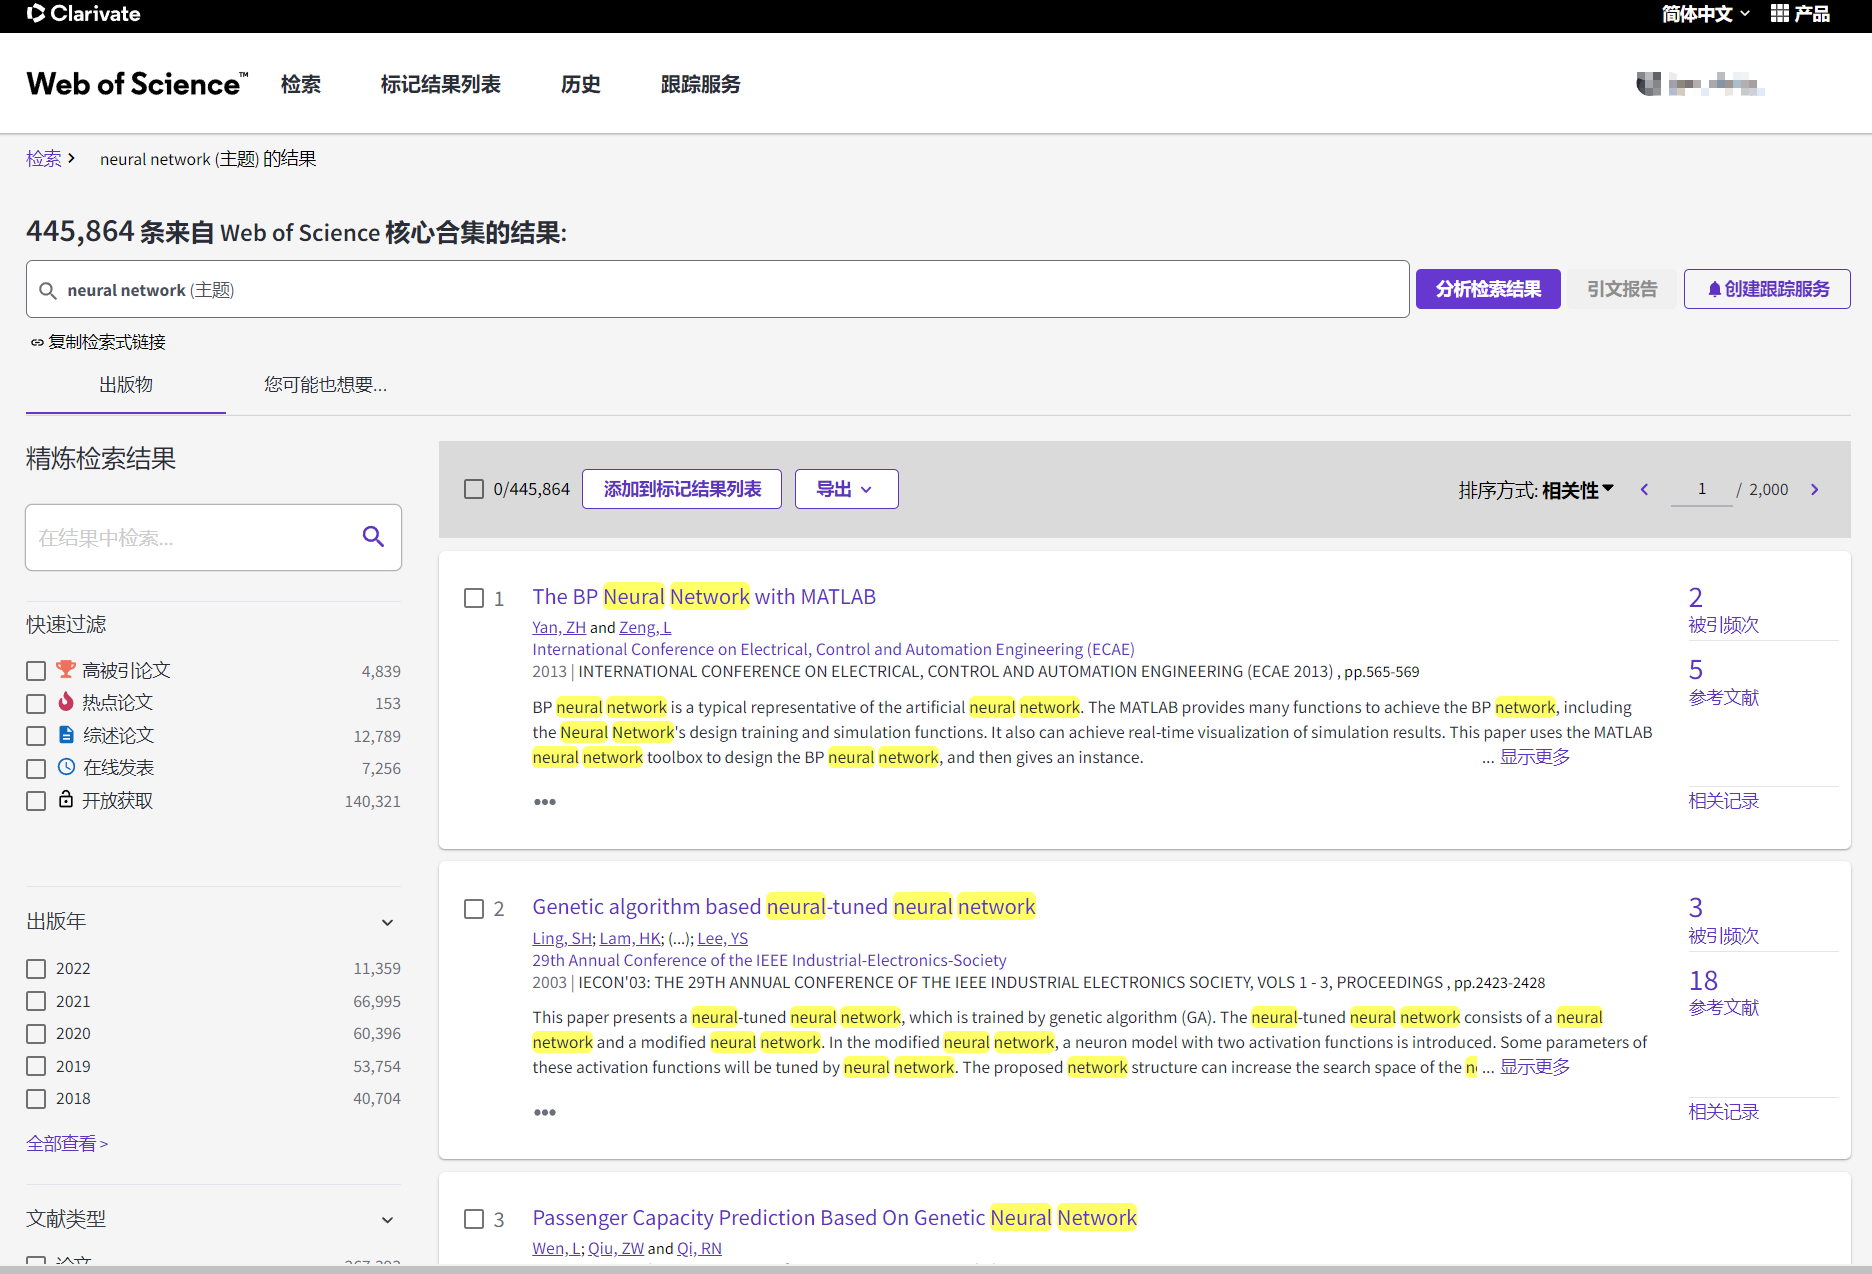 Clarivate
简体中文
产品
Web of Science™
检索
标记结果列表
历史
跟踪服务
检索 > neural network (主题) 的结果
445,864 条来自 Web of Science 核心合集的结果:
neural network (主题)
分析检索结果
引文报告
创建跟踪服务
复制检索式链接
出版物
您可能也想要...
精炼检索结果
在结果中检索...
快速过滤
高被引论文 4,839
热点论文 153
综述论文 12,789
在线发表 7,256
开放获取 140,321
出版年
2022 11,359
2021 66,995
2020 60,396
2019 53,754
2018 40,704
全部查看 >
文献类型
论文
0/445,864
添加到标记结果列表
导出
排序方式: 相关性
1 / 2,000
1
The BP Neural Network with MATLAB
Yan, ZH and Zeng, L
International Conference on Electrical, Control and Automation Engineering (ECAE)
2013 | INTERNATIONAL CONFERENCE ON ELECTRICAL, CONTROL AND AUTOMATION ENGINEERING (ECAE 2013) , pp.565-569
BP neural network is a typical representative of the artificial neural network. The MATLAB provides many functions to achieve the BP network, including
the Neural Network's design training and simulation functions. It also can achieve real-time visualization of simulation results. This paper uses the MATLAB
neural network toolbox to design the BP neural network, and then gives an instance.
... 显示更多
2
被引频次
5
参考文献
相关记录
2
Genetic algorithm based neural-tuned neural network
Ling, SH; Lam, HK; (...); Lee, YS
29th Annual Conference of the IEEE Industrial-Electronics-Society
2003 | IECON'03: THE 29TH ANNUAL CONFERENCE OF THE IEEE INDUSTRIAL ELECTRONICS SOCIETY, VOLS 1 - 3, PROCEEDINGS , pp.2423-2428
This paper presents a neural-tuned neural network, which is trained by genetic algorithm (GA). The neural-tuned neural network consists of a neural
network and a modified neural network. In the modified neural network, a neuron model with two activation functions is introduced. Some parameters of
these activation functions will be tuned by neural network. The proposed network structure can increase the search space of the
... 显示更多
3
被引频次
18
参考文献
相关记录
3
Passenger Capacity Prediction Based On Genetic Neural Network
Wen, L; Qiu, ZW and Qi, RN